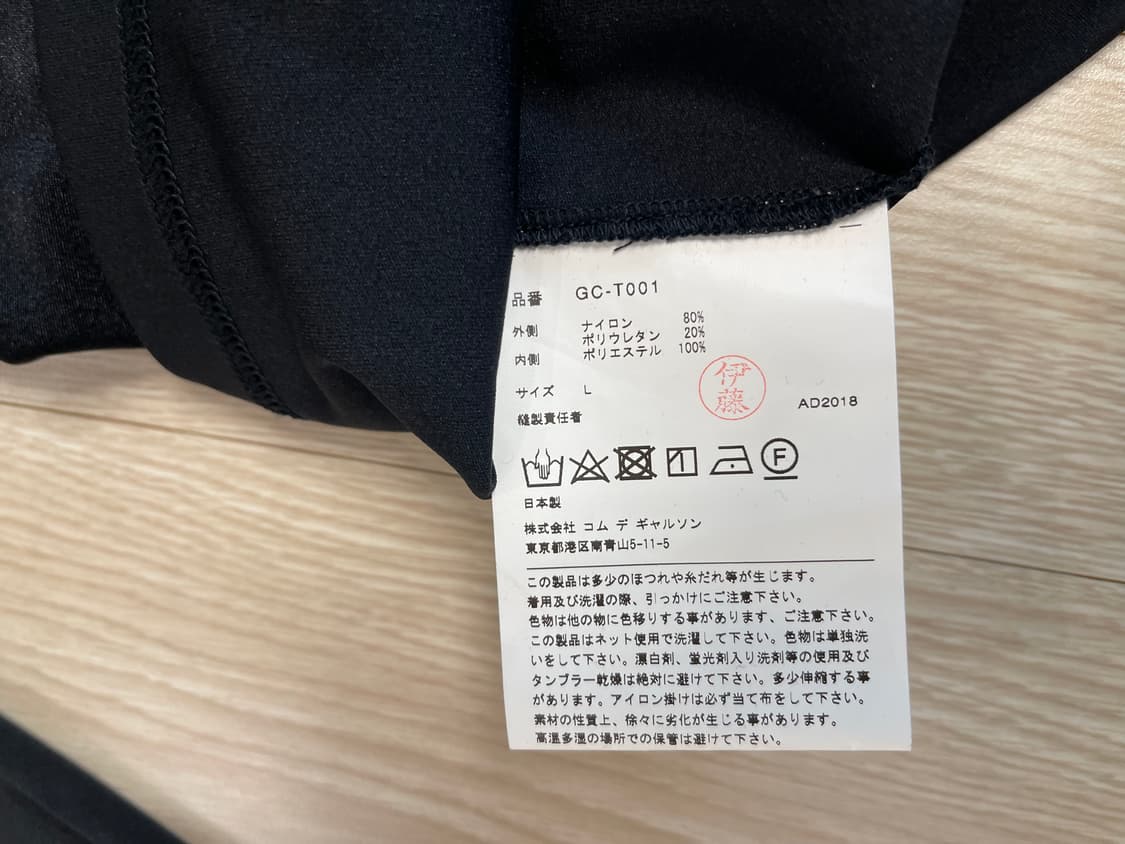 品番 GC-T001
外側 ナイロン 80%
ポリウレタン 20%
内側 ポリエステル 100%
サイズ L
伊藤
縫製責任者
AD2018
F
日本製
株式会社 コム デ ギャルソン
東京都港区南青山5-11-5
この製品は多少のほつれや糸だれ等が生じます。
着用及び洗濯の際、引っかけにご注意下さい。
色物は他の物に色移りする事があります、ご注意下さい。
この製品はネット使用で洗濯して下さい。色物は単独洗
いをして下さい。漂白剤、蛍光剤入り洗剤等の使用及び
タンブラー乾燥は絶対に避けて下さい。多少伸縮する事
があります。アイロン掛けは必ず当て布をして下さい。
素材の性質上、徐々に劣化が生じる事があります。
高温多湿の場所での保管は避けて下さい。